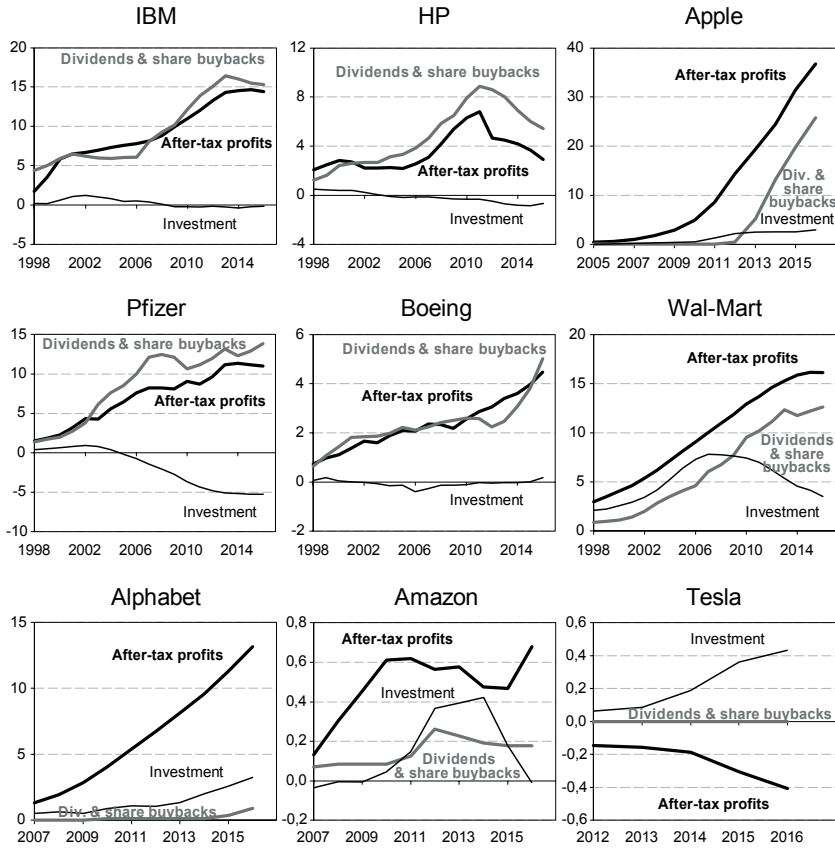 IBM
20
15
10
5
0
-5
1998 2002 2006 2010 2014
Dividends & share buybacks
After-tax profits
Investment
HP
12
8
4
0
-4
1998 2002 2006 2010 2014
Dividends & share buybacks
After-tax profits
Investment
Apple
40
30
20
10
0
2005 2007 2009 2011 2013 2015
After-tax profits
Div. &
share
buybacks
Investment
Pfizer
15
10
5
0
-5
-10
1998 2002 2006 2010 2014
Dividends & share buybacks
After-tax profits
Investment
Boeing
6
4
2
0
-2
1998 2002 2006 2010 2014
Dividends & share buybacks
After-tax profits
Investment
Wal-Mart
20
15
10
5
0
1998 2002 2006 2010 2014
After-tax profits
Dividends
& share
buybacks
Investment
Alphabet
15
10
5
0
2007 2009 2011 2013 2015
After-tax profits
Investment
Div. & share buybacks
Amazon
0,8
0,6
0,4
0,2
0,0
-0,2
2007 2009 2011 2013 2015
After-tax profits
Investment
Dividends
& share buybacks
Tesla
0,6
0,4
0,2
0,0
-0,2
-0,4
-0,6
2012 2013 2014 2015 2016
Investment
Dividends & share buybacks
After-tax profits